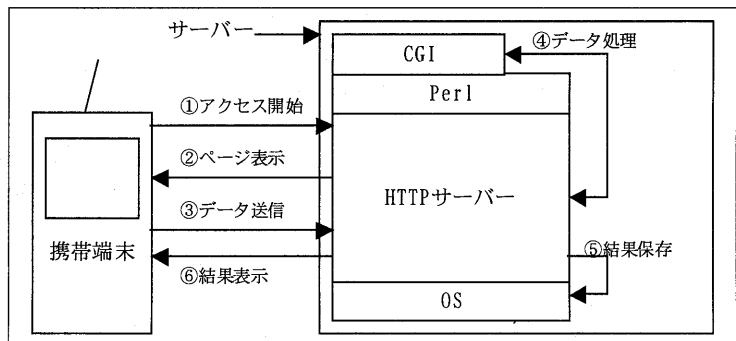 サーバー
④データ処理
CGI
Perl
①アクセス開始
②ページ表示
HTTPサーバー
③データ送信
携帯端末
⑤結果保存
⑥結果表示
OS